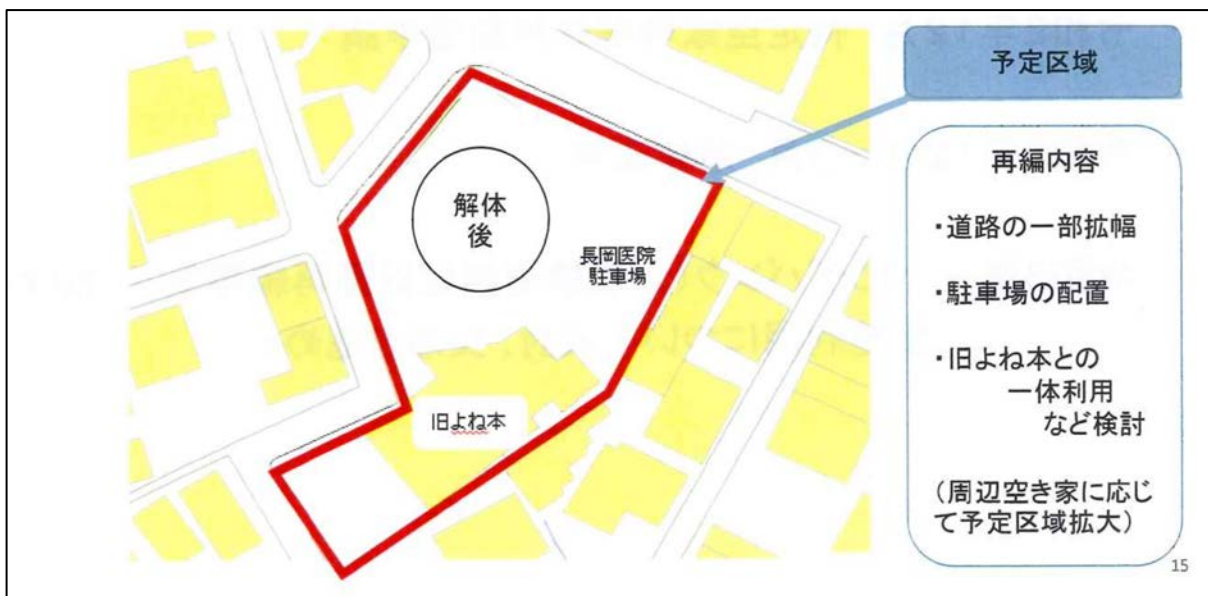 予定区域
解体
後
長岡医院
駐車場
旧よね本
再編内容
・道路の一部拡幅
・駐車場の配置
・旧よね本との
一体利用
など検討
(周辺空き家に応じ
て予定区域拡大)
15